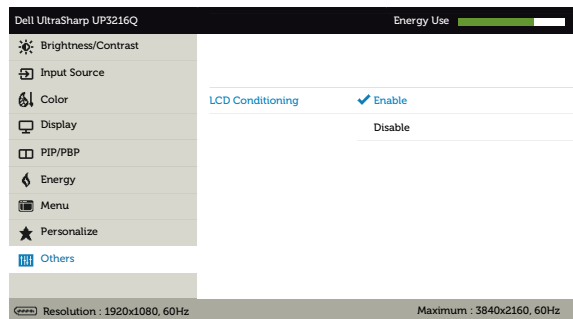 Dell UltraSharp UP3216Q Energy Use
Brightness/Contrast
Input Source
Color LCD Conditioning Enable
Display Disable
PIP/PBP
Energy
Menu
Personalize
Others
Resolution : 1920x1080, 60Hz Maximum : 3840x2160, 60Hz